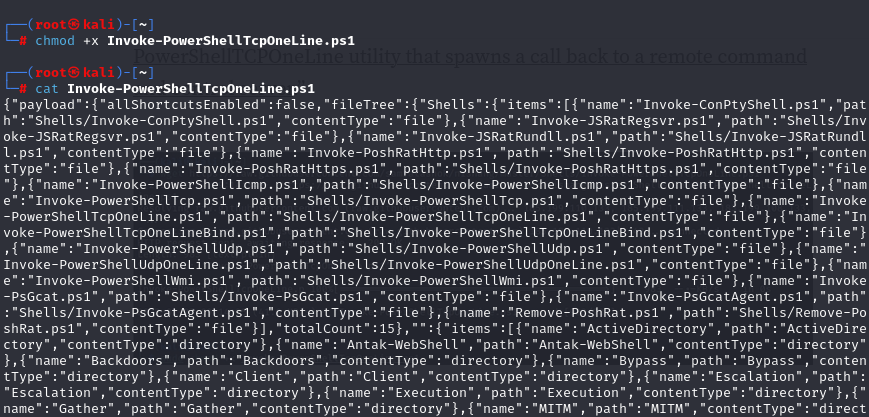 ┌──(root㉿kali)-[~]
└─# chmod +x Invoke-PowerShellTcpOneLine.ps1
PowerShellTCPOneLine utility that spawns a call back to a remote command
┌──(root㉿kali)-[~]
└─# cat Invoke-PowerShellTcpOneLine.ps1
{"payload":{"allShortcutsEnabled":false,"fileTree":{"Shells":{"items":[{"name":"Invoke-ConPtyShell.ps1","pat
h":"Shells/Invoke-ConPtyShell.ps1","contentType":"file"},{"name":"Invoke-JSRatRegsvr.ps1","path":"Shells/Inv
oke-JSRatRegsvr.ps1","contentType":"file"},{"name":"Invoke-JSRatRundll.ps1","path":"Shells/Invoke-JSRatRundl
l.ps1","contentType":"file"},{"name":"Invoke-PoshRatHttp.ps1","path":"Shells/Invoke-PoshRatHttp.ps1","conten
tType":"file"},{"name":"Invoke-PoshRatHttps.ps1","path":"Shells/Invoke-PoshRatHttps.ps1","contentType":"file
"},{"name":"Invoke-PowerShellIcmp.ps1","path":"Shells/Invoke-PowerShellIcmp.ps1","contentType":"file"},{"nam
e":"Invoke-PowerShellTcp.ps1","path":"Shells/Invoke-PowerShellTcp.ps1","contentType":"file"},{"name":"Invoke
-PowerShellTcpOneLine.ps1","path":"Shells/Invoke-PowerShellTcpOneLine.ps1","contentType":"file"},{"name":"In
voke-PowerShellTcpOneLineBind.ps1","path":"Shells/Invoke-PowerShellTcpOneLineBind.ps1","contentType":"file"}
,{"name":"Invoke-PowerShellUdp.ps1","path":"Shells/Invoke-PowerShellUdp.ps1","contentType":"file"},{"name":"
Invoke-PowerShellUdpOneLine.ps1","path":"Shells/Invoke-PowerShellUdpOneLine.ps1","contentType":"file"},{"nam
e":"Invoke-PowerShellWmi.ps1","path":"Shells/Invoke-PowerShellWmi.ps1","contentType":"file"},{"name":"Invoke
-PsGcat.ps1","path":"Shells/Invoke-PsGcat.ps1","contentType":"file"},{"name":"Invoke-PsGcatAgent.ps1","path"
:"Shells/Invoke-PsGcatAgent.ps1","contentType":"file"},{"name":"Remove-PoshRat.ps1","path":"Shells/Remove-Po
shRat.ps1","contentType":"file"}],"totalCount":15},"":{"items":[{"name":"ActiveDirectory","path":"ActiveDire
ctory","contentType":"directory"},{"name":"Antak-WebShell","path":"Antak-WebShell","contentType":"directory"
},{"name":"Backdoors","path":"Backdoors","contentType":"directory"},{"name":"Bypass","path":"Bypass","conten
tType":"directory"},{"name":"Client","path":"Client","contentType":"directory"},{"name":"Escalation","path":
"Escalation","contentType":"directory"},{"name":"Execution","path":"Execution","contentType":"directory"},{"
name":"Gather","path":"Gather","contentType":"directory"},{"name":"MITM","path":"MITM","contentType":"direct